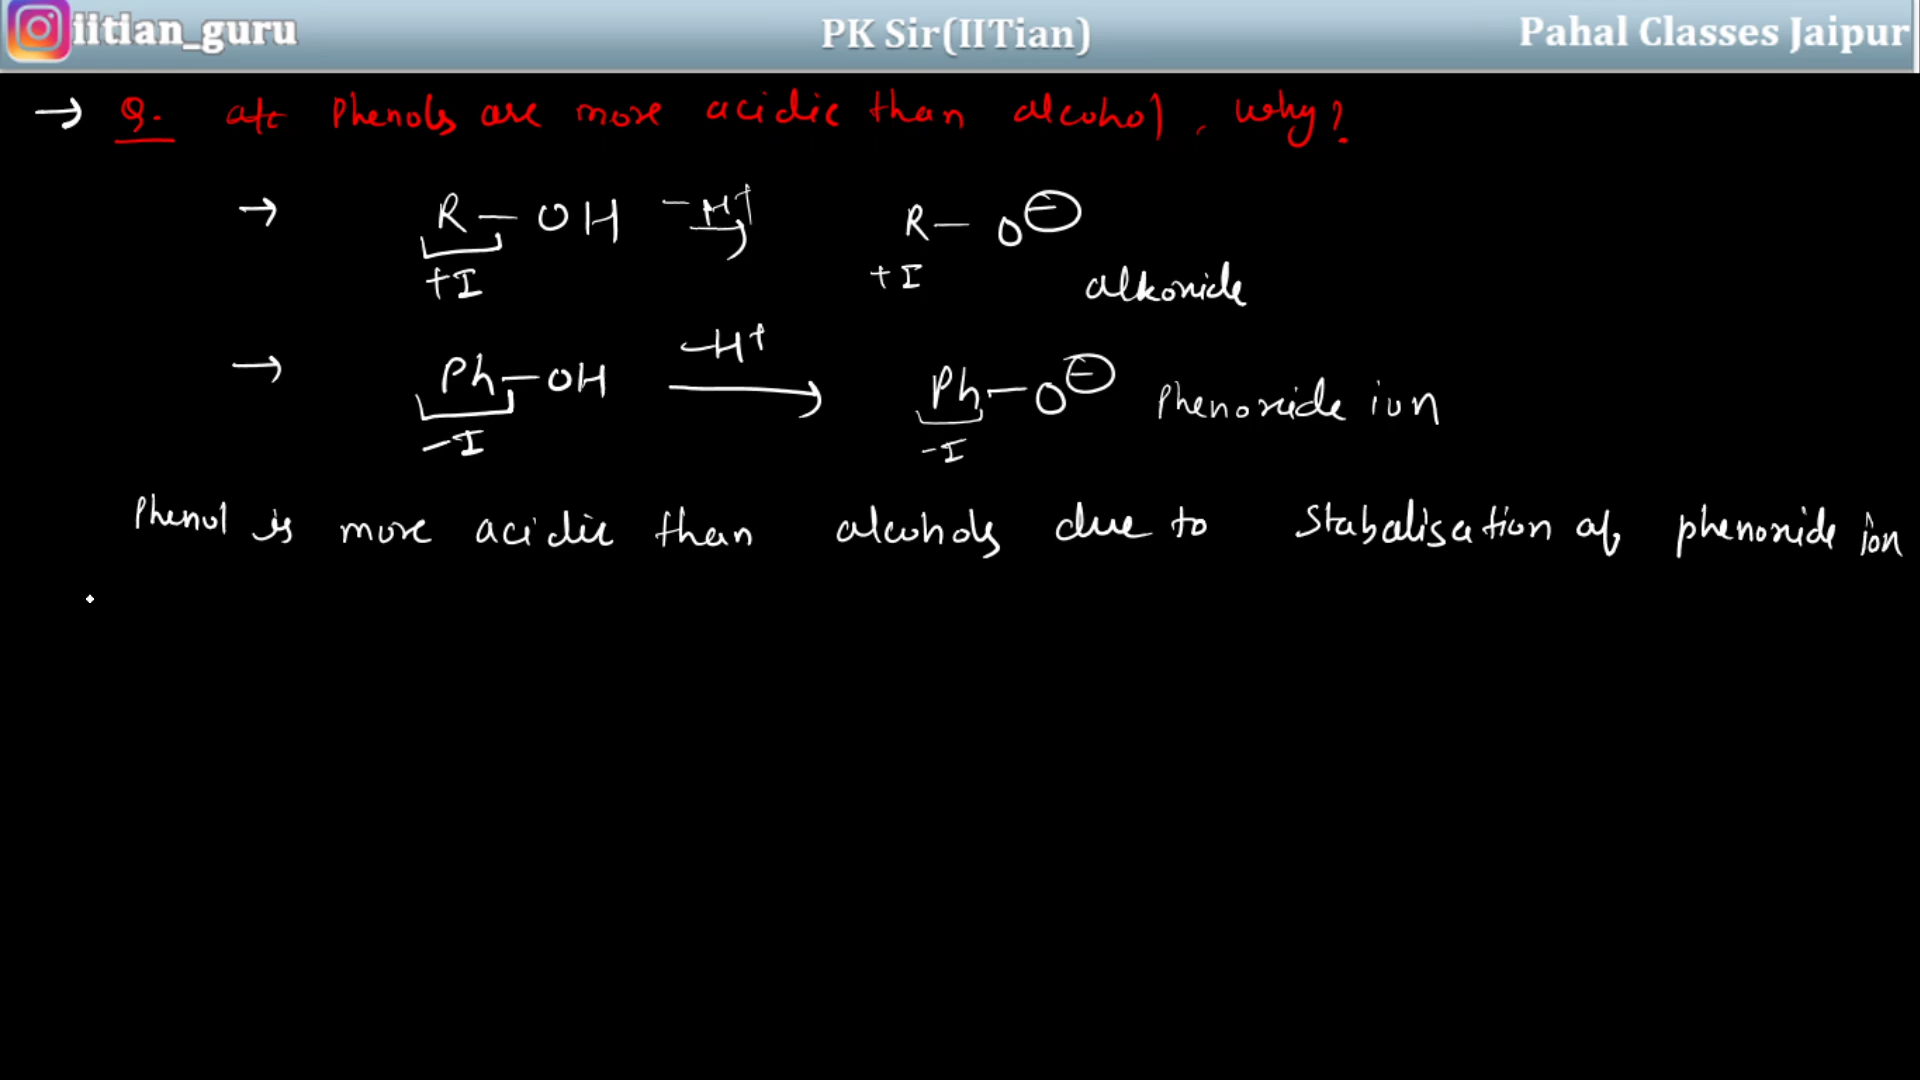 iitian_guru PK Sir(IITian) Pahal Classes Jaipur
→ Q. Phenols are more acidic than alcohol, why?
→ R-OH -H+ → R-O⊖
+I +I alkoxide
→ Ph-OH -H+ → Ph-O⊖ Phenoxide ion
-I -I
Phenol is more acidic than alcohols due to stabalisation of phenoxide ion